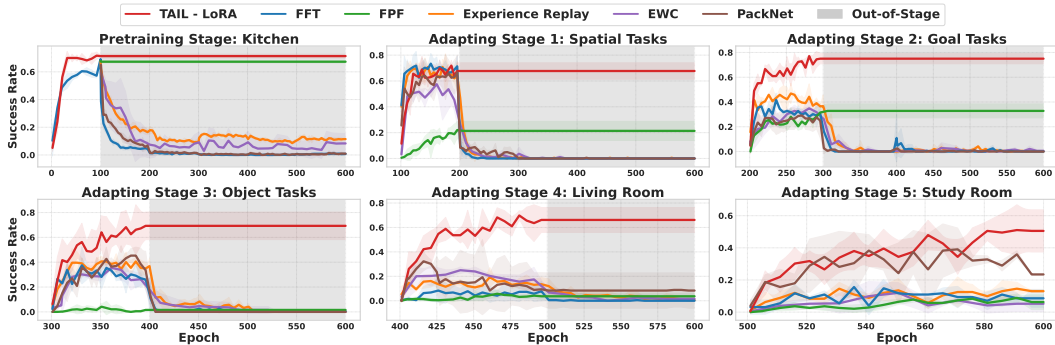 TAIL - LoRA FFT FPF Experience Replay EWC PackNet Out-of-Stage
Pretraining Stage: Kitchen
Success Rate
0.6
0.4
0.2
0.0
0 100 200 300 400 500 600
Adapting Stage 1: Spatial Tasks
0.8
0.6
0.4
0.2
0.0
100 200 300 400 500 600
Adapting Stage 2: Goal Tasks
0.8
0.6
0.4
0.2
0.0
200 300 400 500 600
Adapting Stage 3: Object Tasks
Success Rate
0.8
0.6
0.4
0.2
0.0
300 350 400 450 500 550 600
Epoch
Adapting Stage 4: Living Room
0.6
0.4
0.2
0.0
400 425 450 475 500 525 550 575 600
Epoch
Adapting Stage 5: Study Room
0.6
0.4
0.2
0.0
500 520 540 560 580 600
Epoch